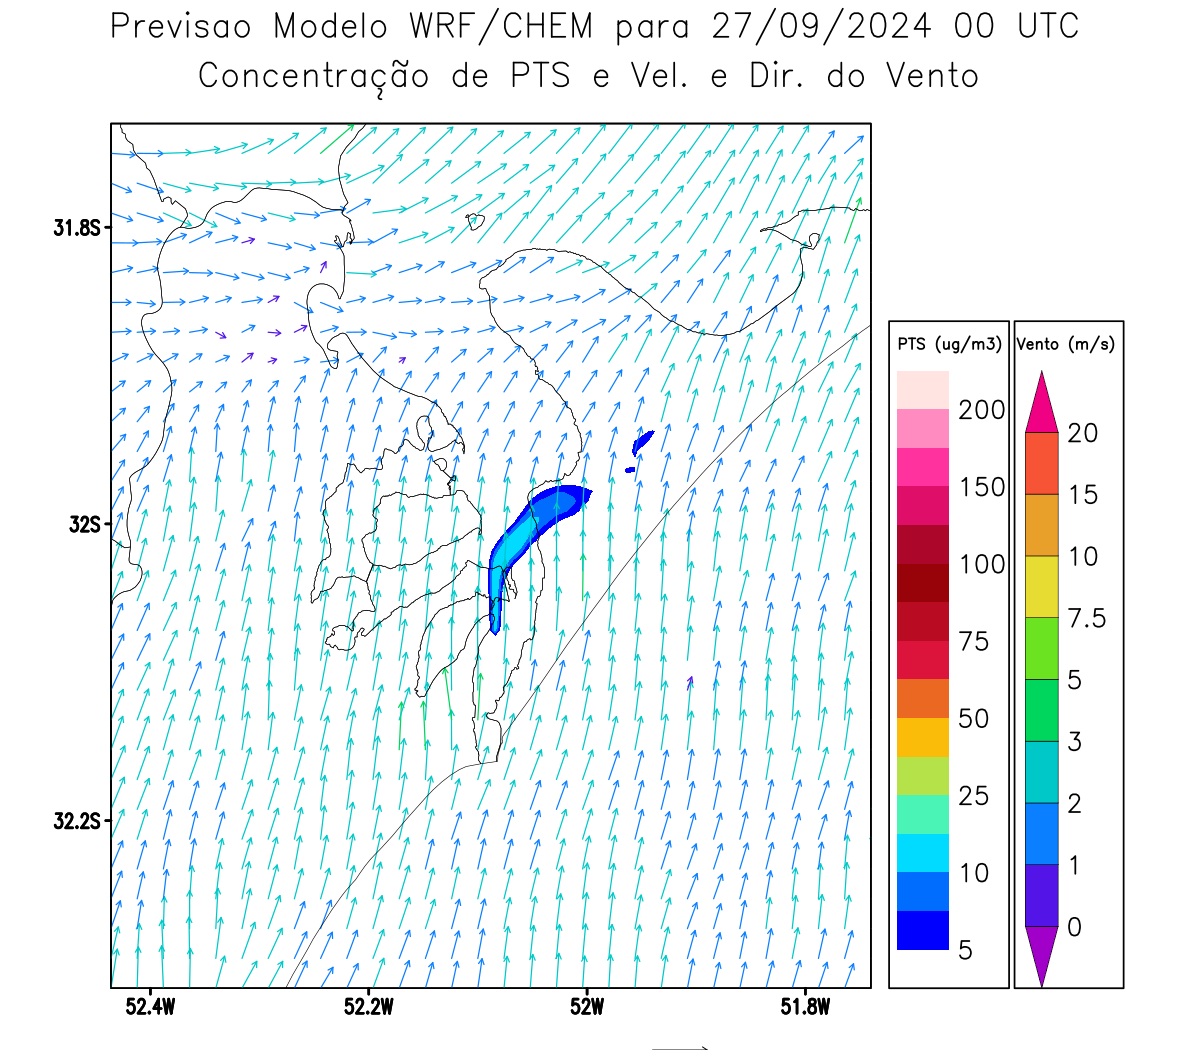 Previsao Modelo WRF/CHEM para 27/09/2024 00 UTC
Concentração de PTS e Vel. e Dir. do Vento
31.8S
32S
32.2S
52.4W
52.2W
52W
51.8W
PTS (ug/m3)
200
150
100
75
50
25
10
5
Vento (m/s)
20
15
10
7.5
5
3
2
1
0